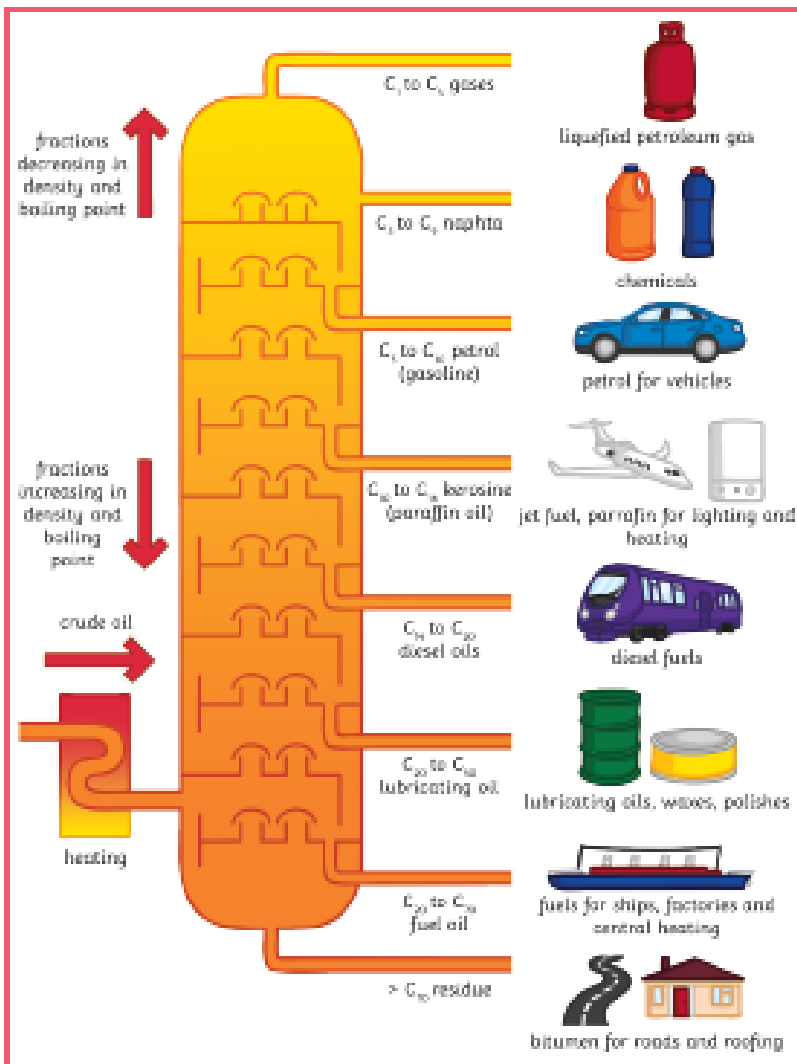 C₁ to C₄ gases
liquefied petroleum gas
fractions
decreasing in
density and
boiling point
C₅ to C₉ naphta
chemicals
C₅ to C₁₀ petrol
(gasoline)
petrol for vehicles
fractions
increasing in
density and
boiling
point
C₁₀ to C₁₆ kerosine
(paraffin oil)
jet fuel, parrafin for lighting and
heating
crude oil
C₁₄ to C₂₀
diesel oils
diesel fuels
C₂₀ to C₅₀
lubricating oil
lubricating oils, waxes, polishes
heating
C₂₀ to C₇₀
fuel oil
fuels for ships, factories and
central heating
> C₇₀ residue
bitumen for roads and roofing